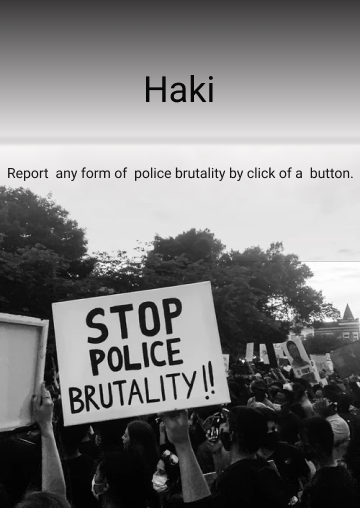 Haki
Report any form of police brutality by click of a button.
STOP
POLICE
BRUTALITY!!